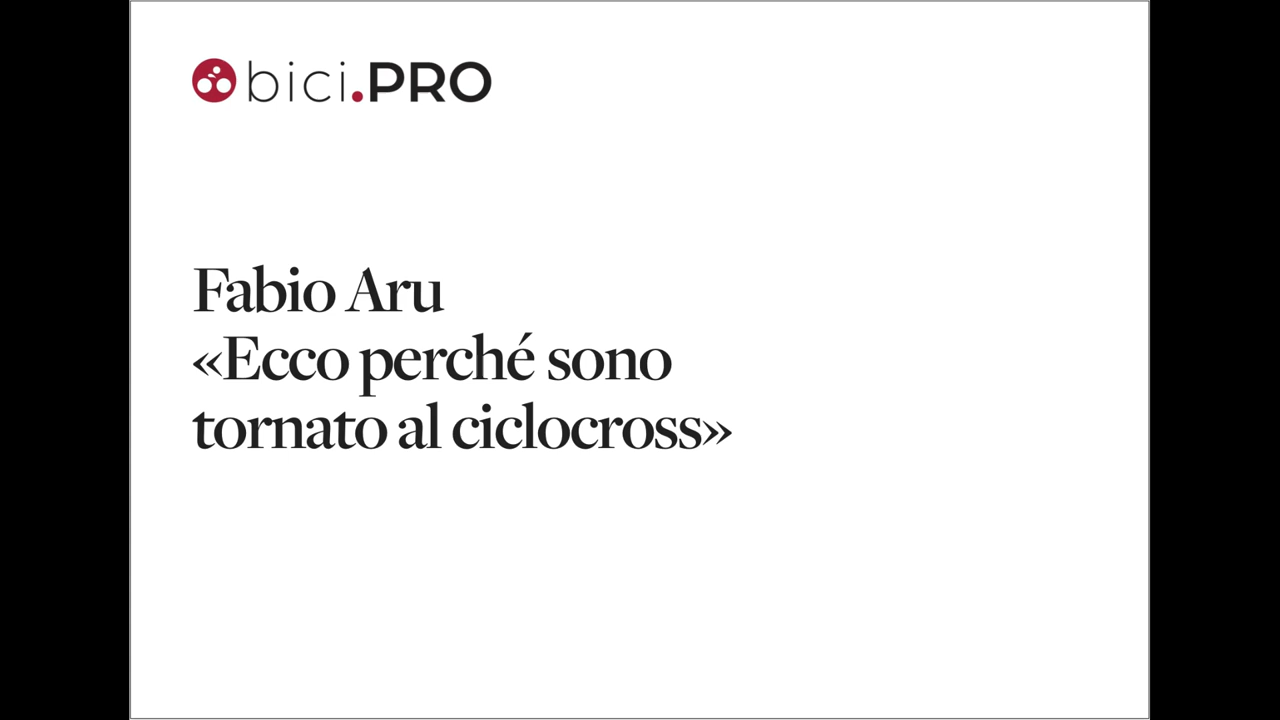 bici.PRO
Fabio Aru
«Ecco perché sono
tornato al ciclocross»